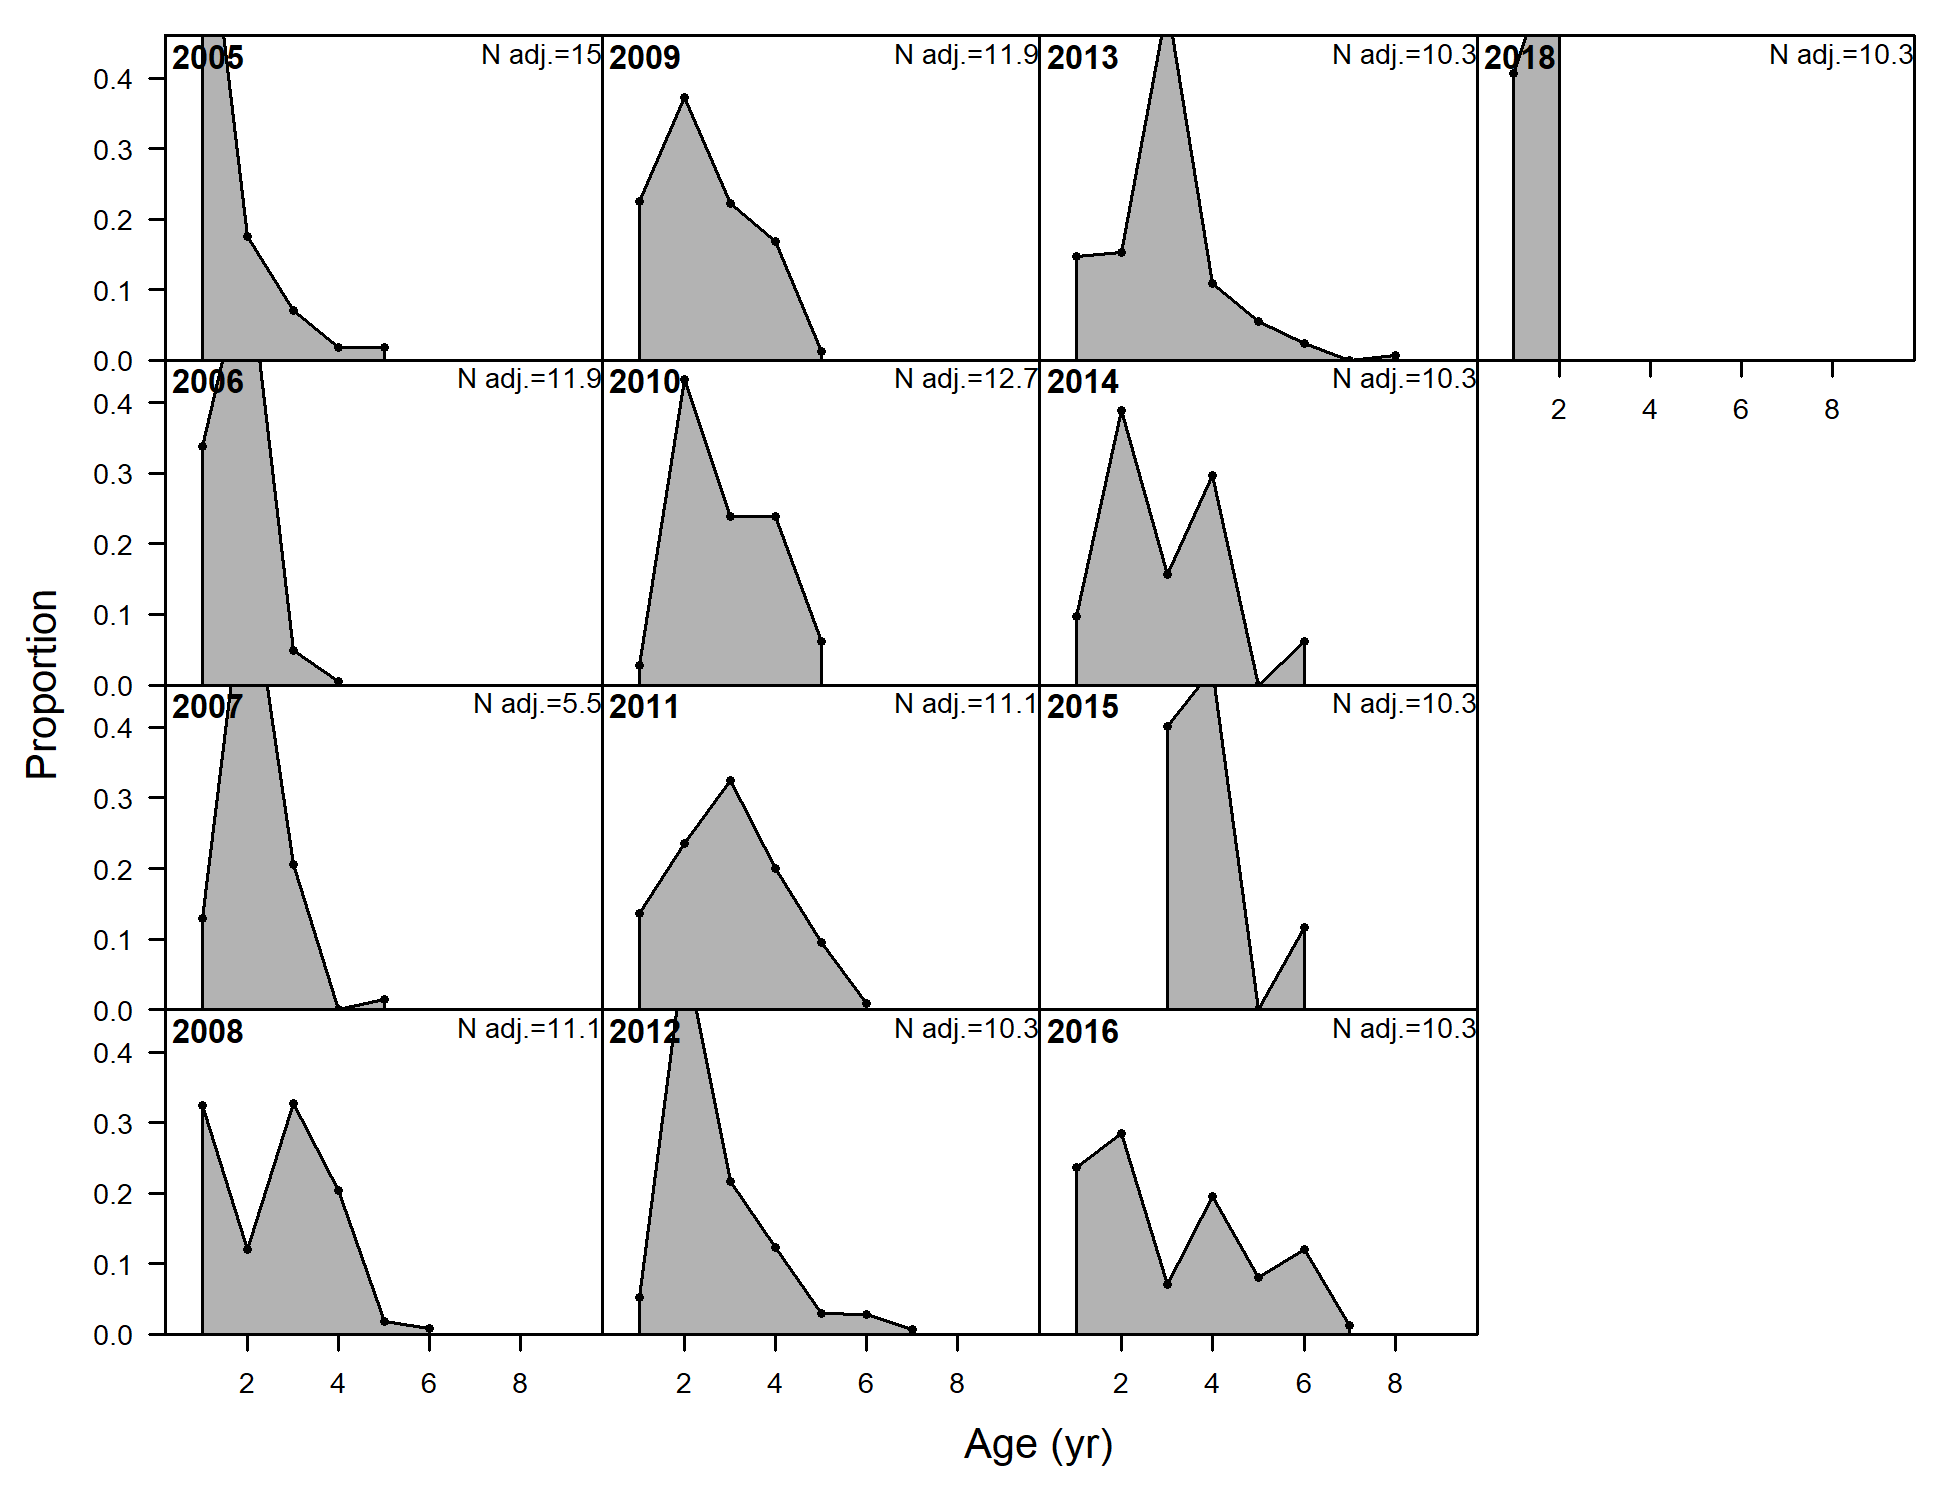 2005 N adj.=15
2009 N adj.=11.9
2013 N adj.=10.3
2018 N adj.=10.3
0.4
0.3
0.2
0.1
0.0
2 4 6 8
2006 N adj.=11.9
2010 N adj.=12.7
2014 N adj.=10.3
0.4
0.3
0.2
0.1
0.0
2007 N adj.=5.5
2011 N adj.=11.1
2015 N adj.=10.3
0.4
0.3
0.2
0.1
0.0
2008 N adj.=11.1
2012 N adj.=10.3
2016 N adj.=10.3
0.4
0.3
0.2
0.1
0.0
2 4 6 8
2 4 6 8
2 4 6 8
Proportion
Age (yr)